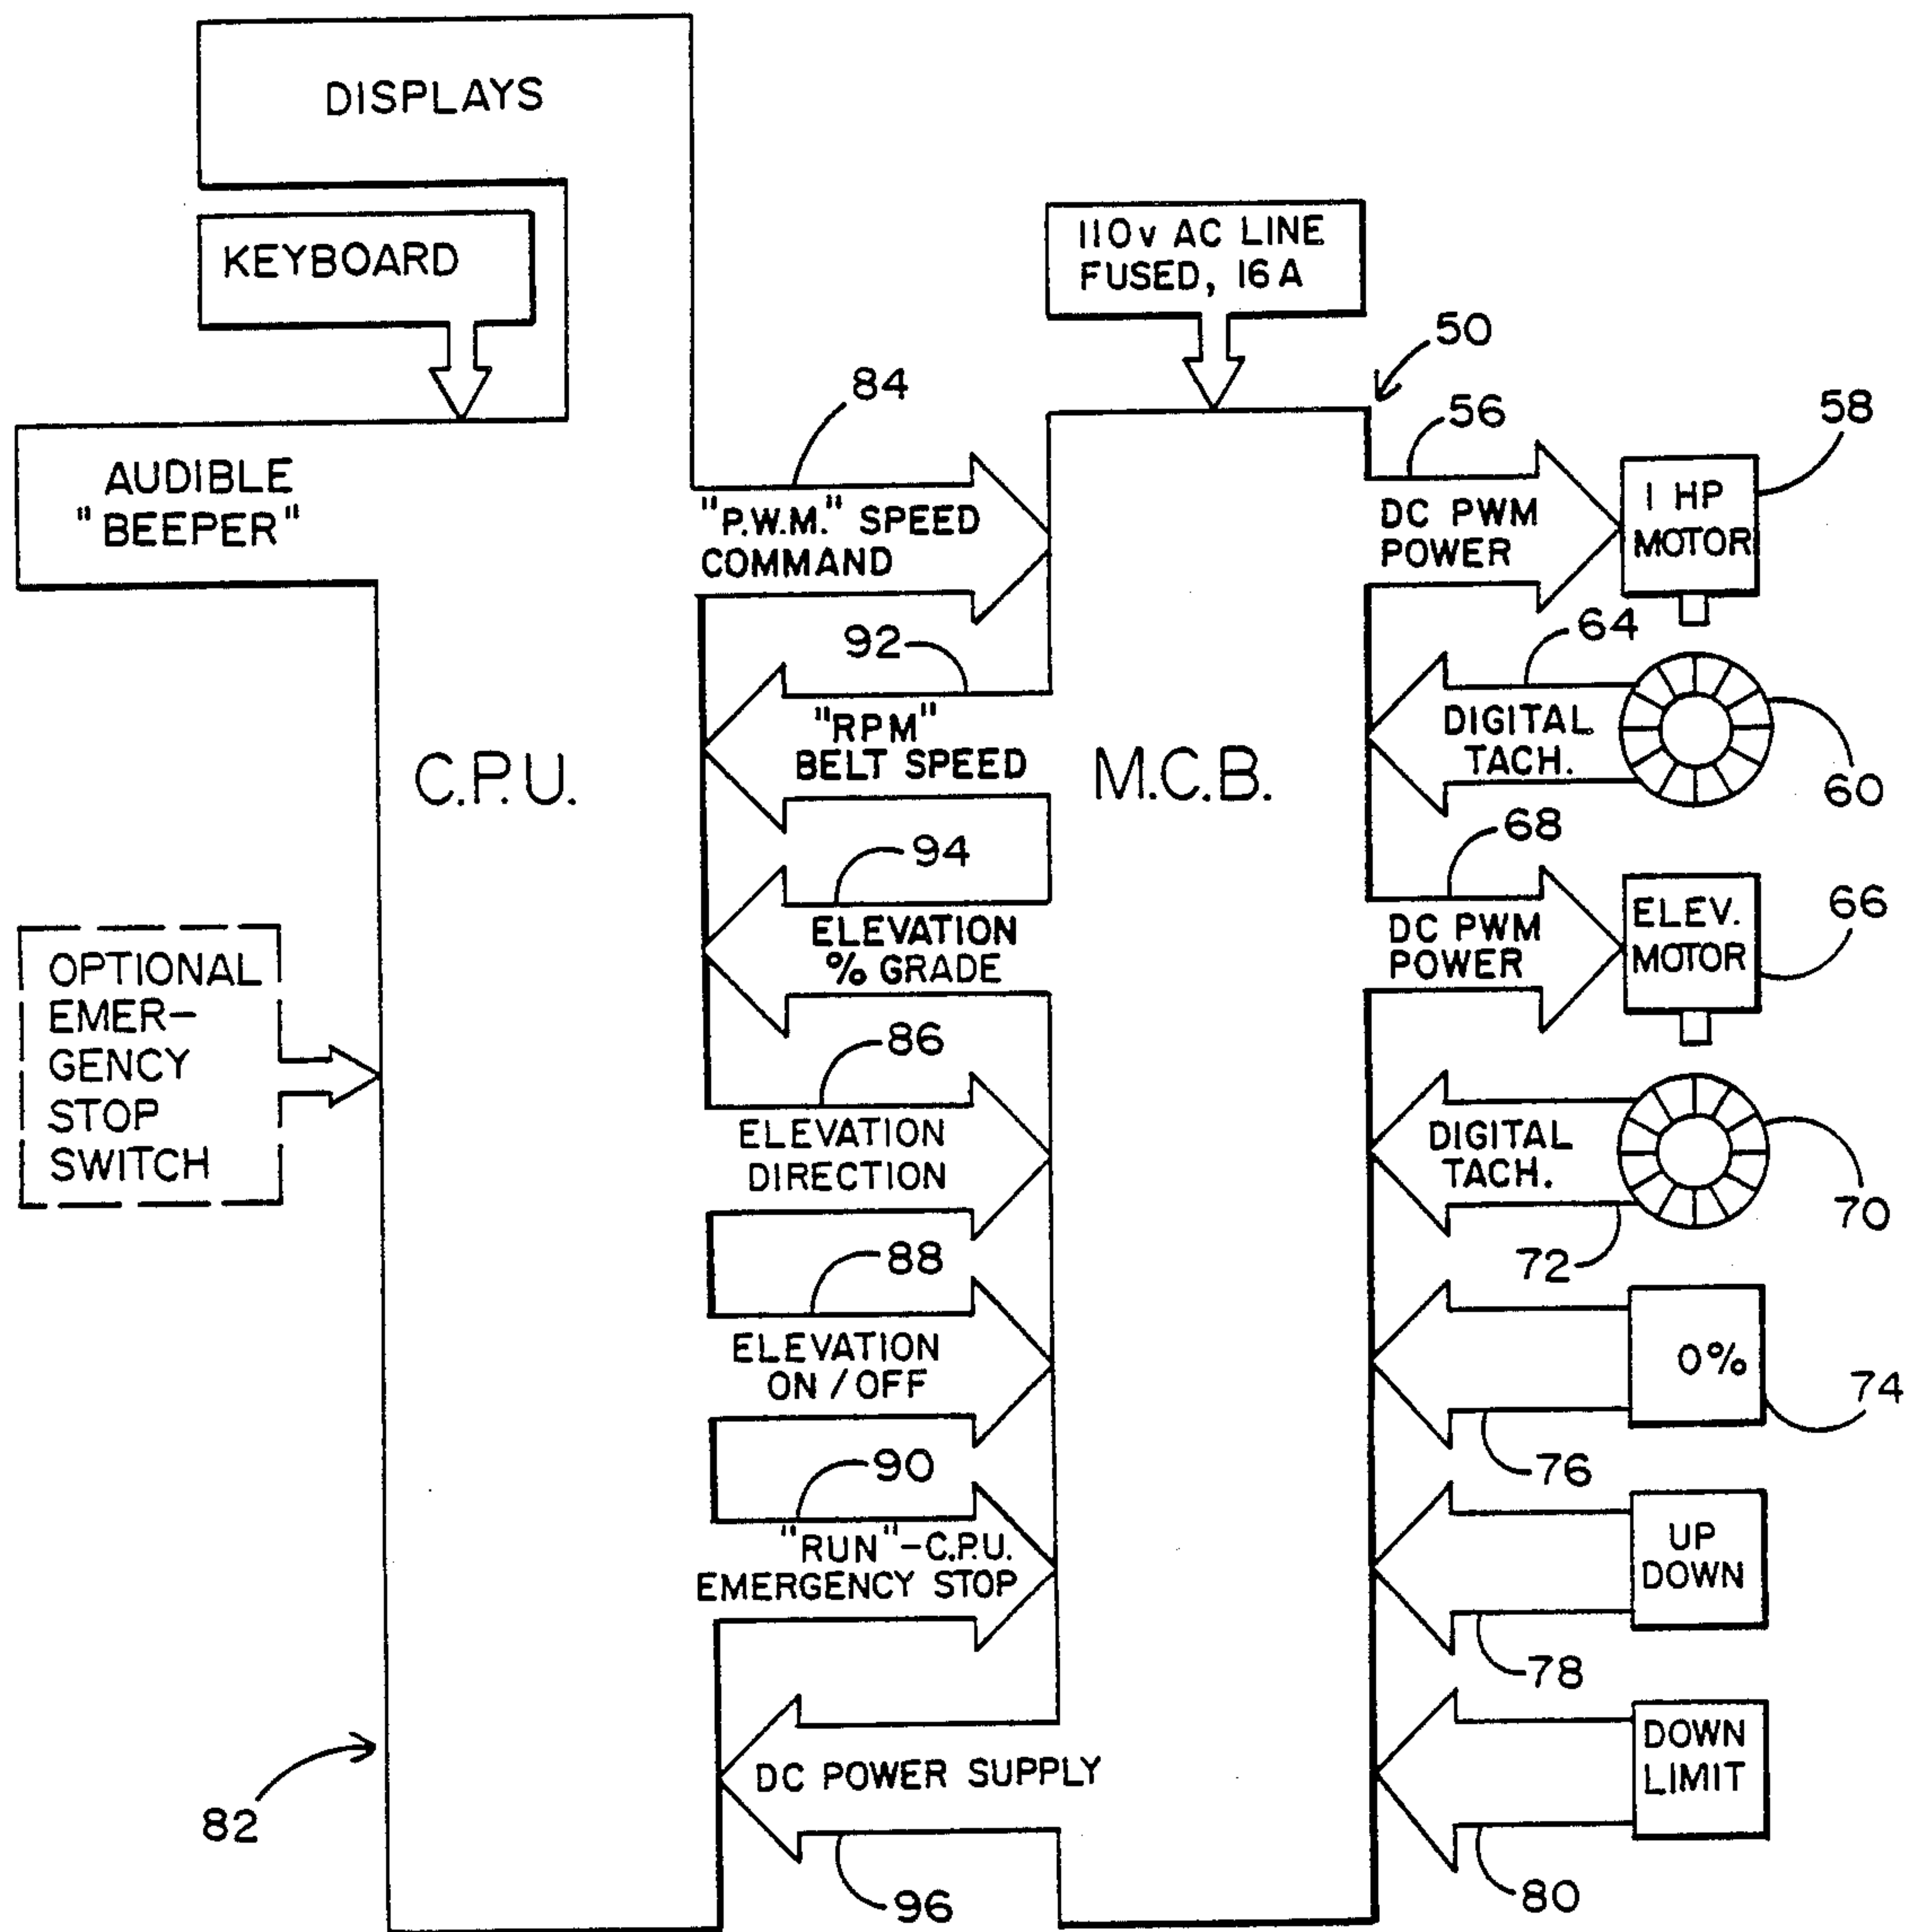 DISPLAYS
KEYBOARD
AUDIBLE
"BEEPER"
110v AC LINE
FUSED, 16A
50
84
"P.W.M." SPEED
COMMAND
56
DC PWM
POWER
58
1 HP
MOTOR
92
"RPM"
BELT SPEED
64
DIGITAL
TACH.
60
C.P.U.
M.C.B.
94
ELEVATION
% GRADE
68
DC PWM
POWER
ELEV.
MOTOR
66
OPTIONAL
EMER-
GENCY
STOP
SWITCH
86
ELEVATION
DIRECTION
DIGITAL
TACH.
70
72
88
ELEVATION
ON / OFF
0%
74
76
90
"RUN"-C.P.U.
EMERGENCY STOP
UP
DOWN
78
DC POWER SUPPLY
96
DOWN
LIMIT
80
82